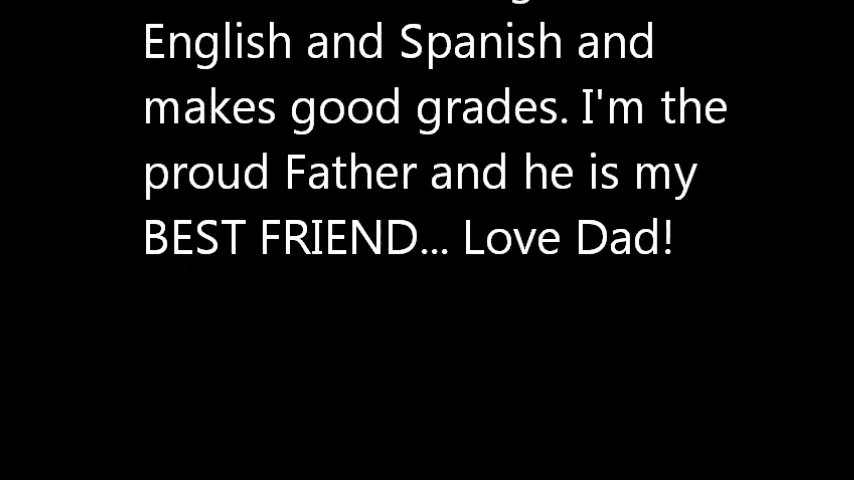 English and Spanish and
makes good grades. I'm the
proud Father and he is my
BEST FRIEND... Love Dad!